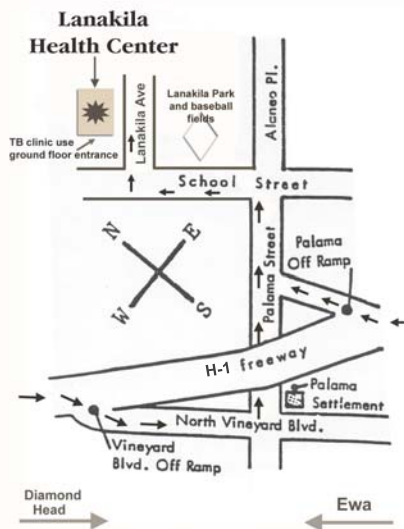 Lanakila
Health Center
TB clinic use
ground floor entrance
Lanakila Ave
Lanakila Park
and baseball
fields
Alaneo Pl.
School Street
N
E
W
S
Palama Street
Palama
Off Ramp
H-1 freeway
Palama
Settlement
North Vineyard Blvd.
Vineyard
Blvd. Off Ramp
Diamond
Head
Ewa